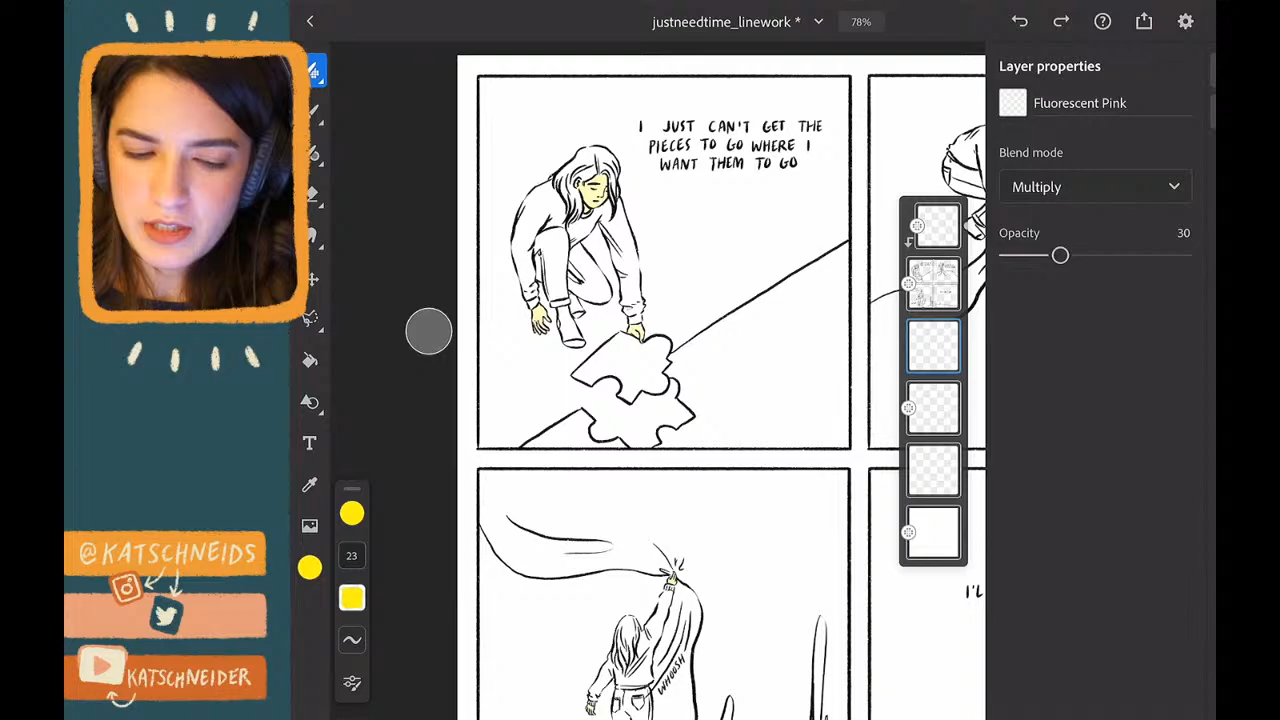 justneedtime_linework *
78%
Layer properties
Fluorescent Pink
Blend mode
Multiply
Opacity
30
I JUST CAN'T GET THE
PIECES TO GO WHERE I
WANT THEM TO GO
T
23
I'L
WHOOSH
@KATSCHNEIDS
KATSCHNEIDER